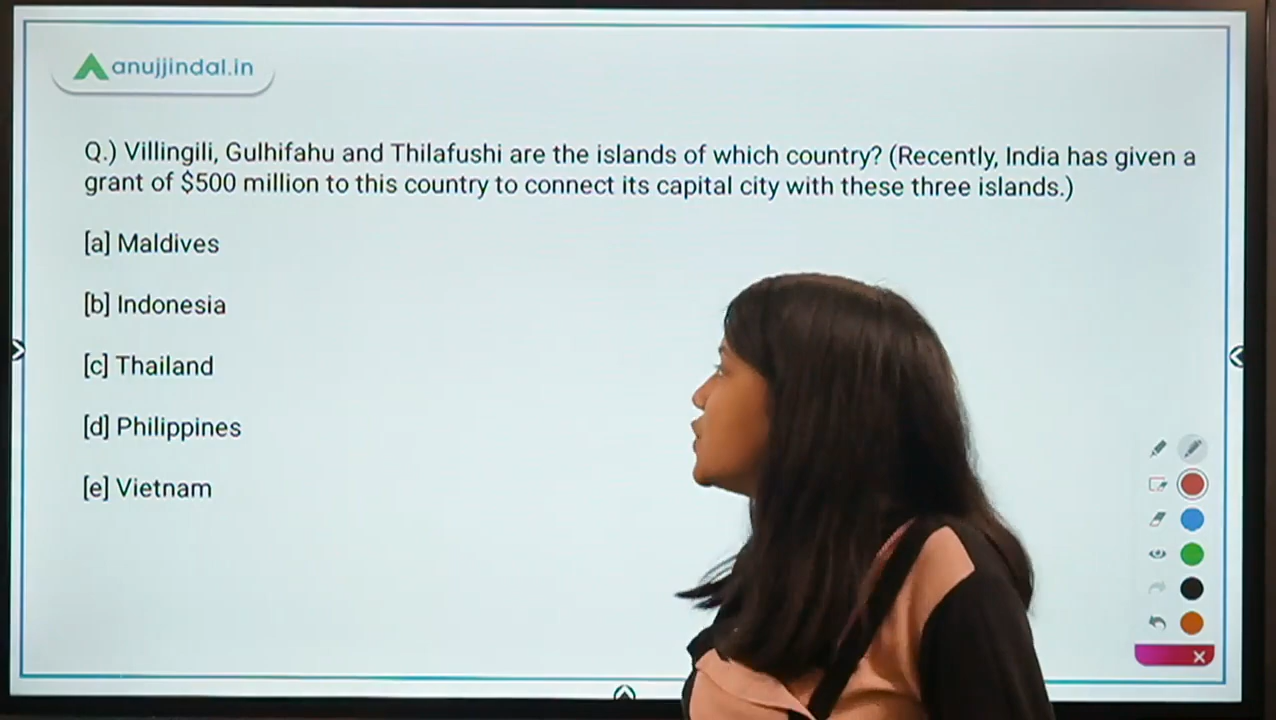 anujjindal.in
Q.) Villingili, Gulhifahu and Thilafushi are the islands of which country? (Recently, India has given a
grant of $500 million to this country to connect its capital city with these three islands.)
[a] Maldives
[b] Indonesia
[c] Thailand
[d] Philippines
[e] Vietnam